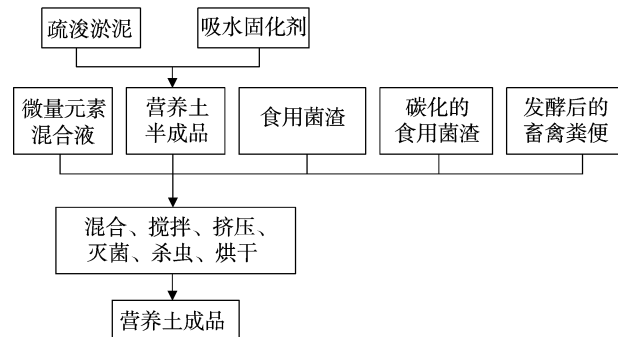 疏浚淤泥
吸水固化剂
微量元素
混合液
营养土
半成品
食用菌渣
碳化的
食用菌渣
发酵后的
畜禽粪便
混合、搅拌、挤压、
灭菌、杀虫、烘干
营养土成品